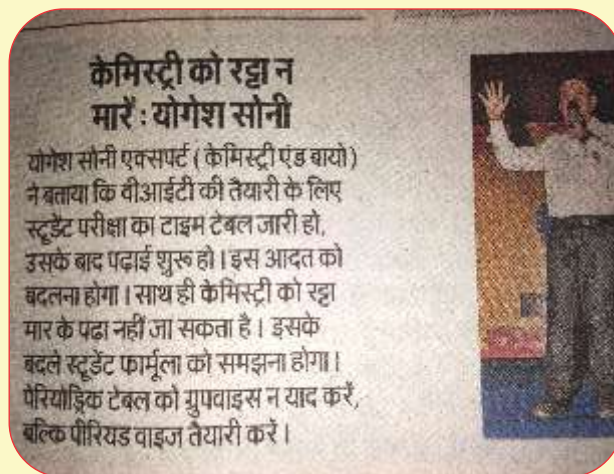 केमिस्ट्री को रट्टा न
मारें : योगेश सोनी
योगेश सोनी एक्सपर्ट ( केमिस्ट्री एंड बायो )
ने बताया कि वीआईटी की तैयारी के लिए
स्टूडेंट परीक्षा का टाइम टेबल जारी हो,
उसके बाद पढ़ाई शुरू हो । इस आदत को
बदलना होगा । साथ ही केमिस्ट्री को रट्टा
मार के पढा नहीं जा सकता है । इसके
बदले स्टूडेंट फार्मूला को समझना होगा ।
पेरियोड्रिक टेबल को ग्रुपवाइस न याद करें,
बल्कि पीरियड वाइज तैयारी करें ।